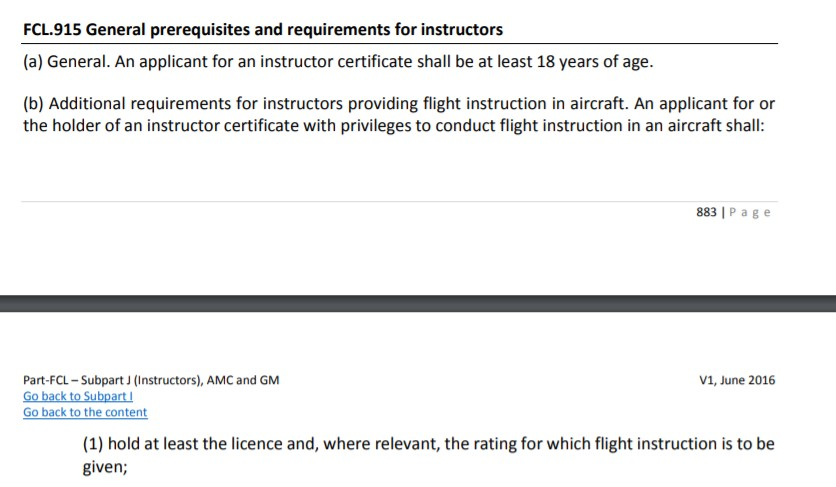 FCL.915 General prerequisites and requirements for instructors
(a) General. An applicant for an instructor certificate shall be at least 18 years of age.
(b) Additional requirements for instructors providing flight instruction in aircraft. An applicant for or
the holder of an instructor certificate with privileges to conduct flight instruction in an aircraft shall:
883 | P a g e
Part-FCL – Subpart J (Instructors), AMC and GM V1, June 2016
Go back to Subpart I
Go back to the content
(1) hold at least the licence and, where relevant, the rating for which flight instruction is to be
given;